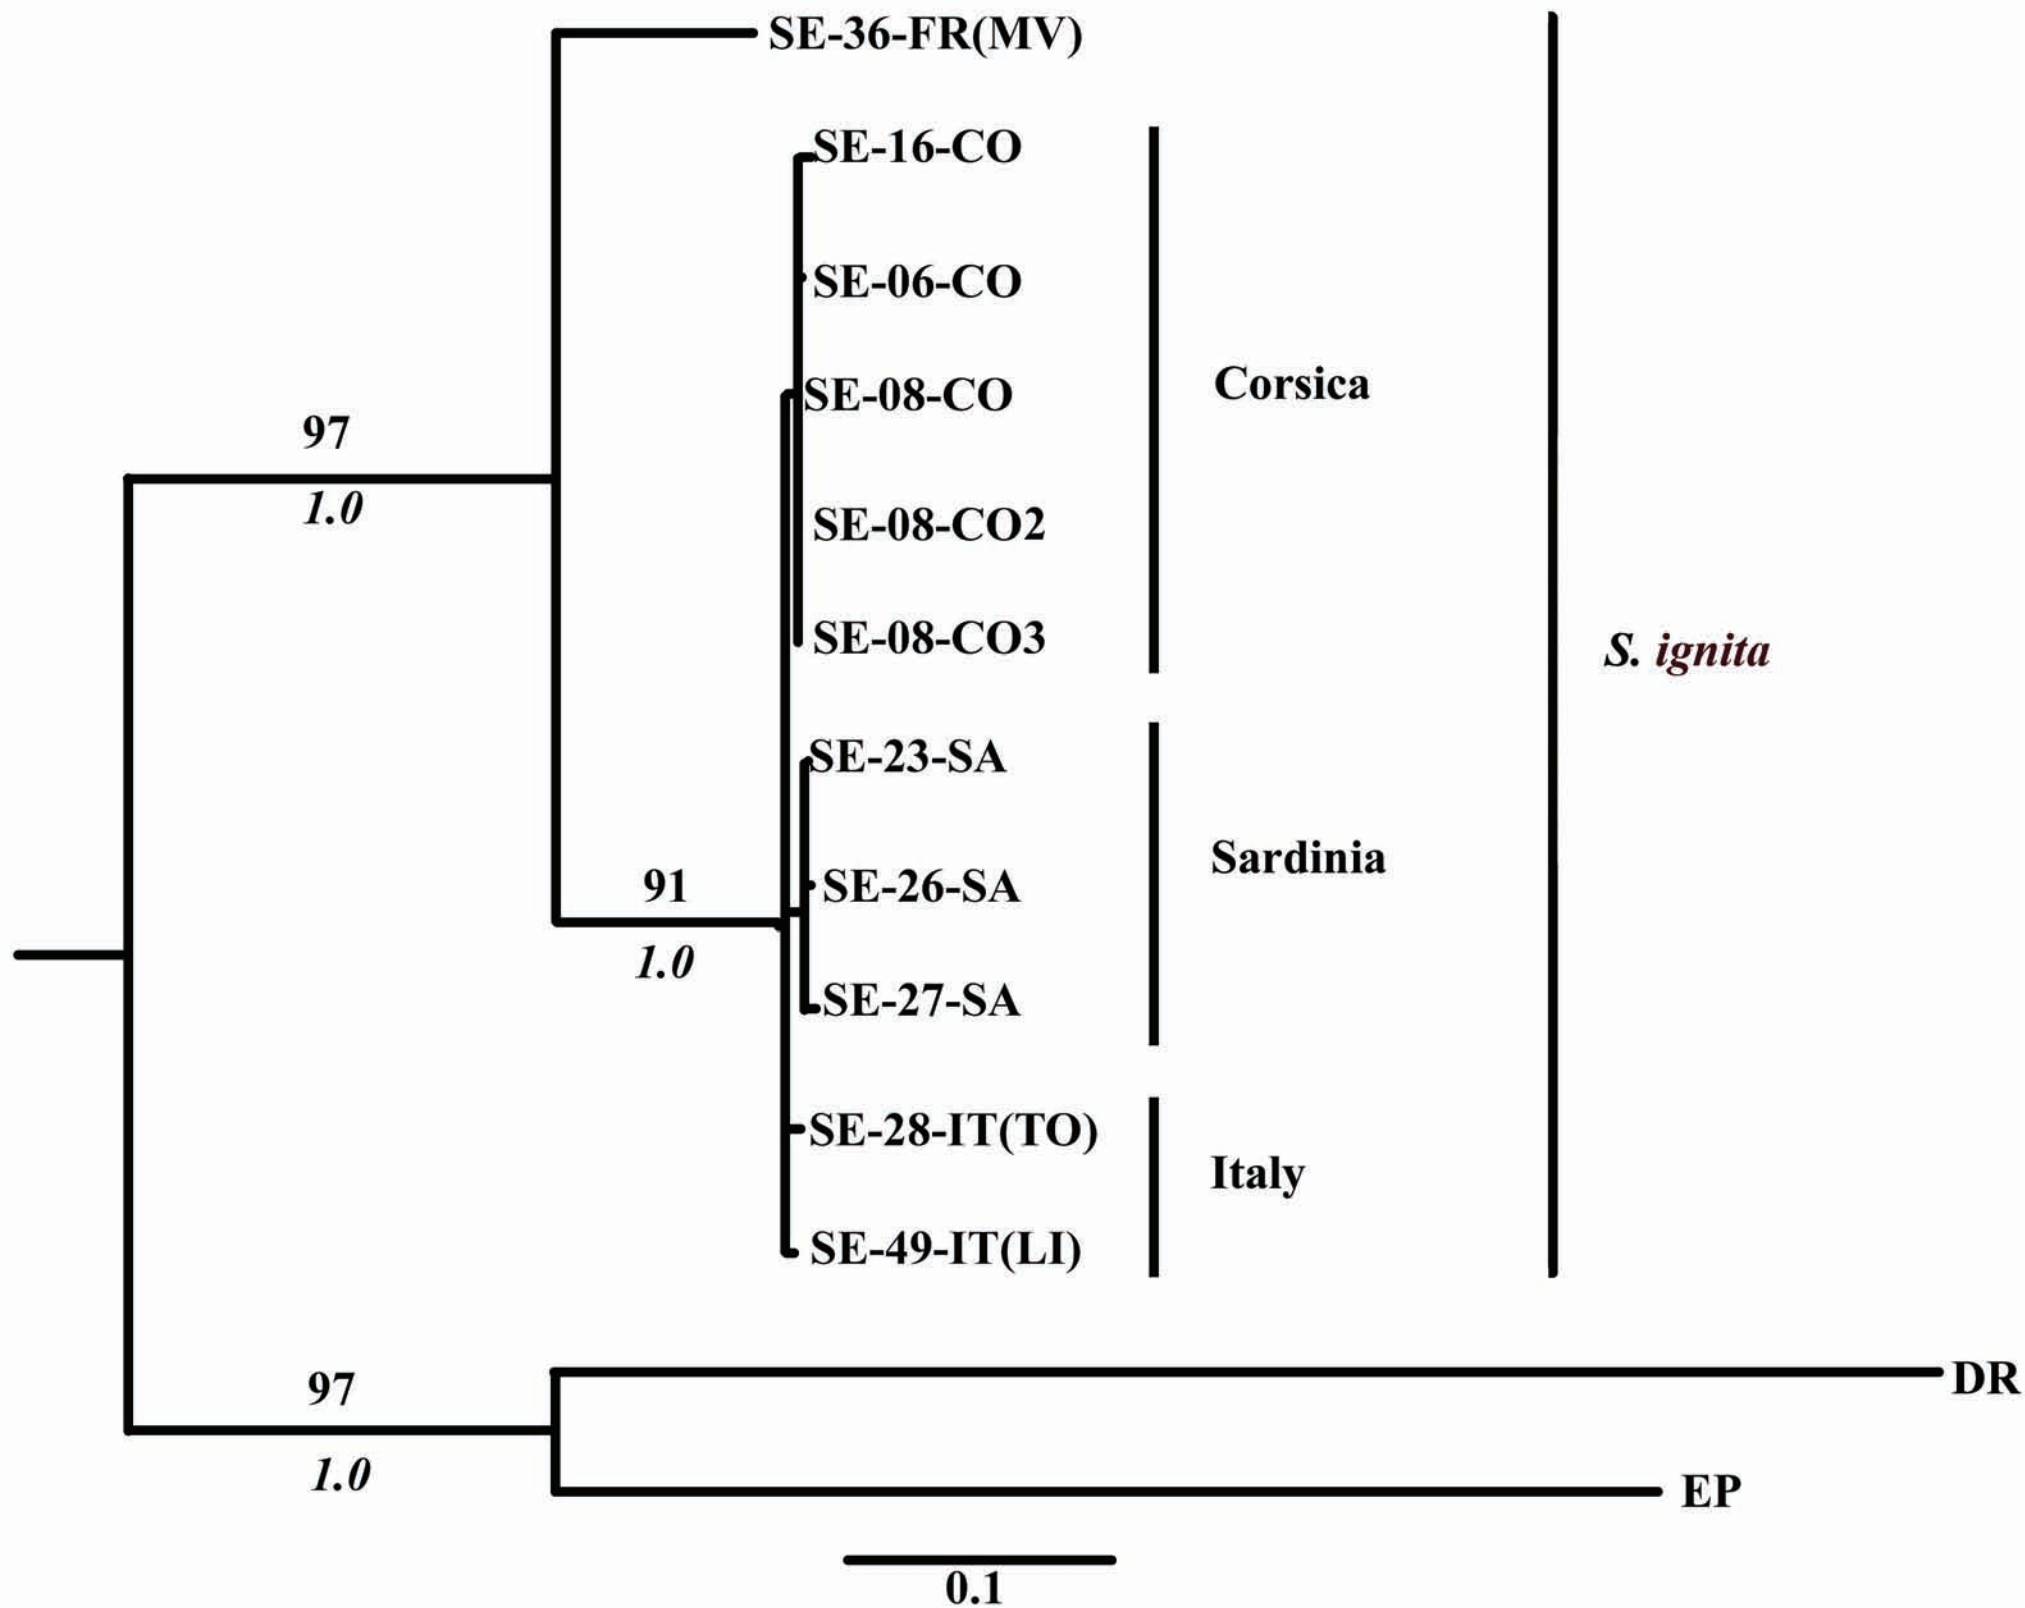 SE-36-FR(MV)
SE-16-CO
SE-06-CO
SE-08-CO
Corsica
97
1.0
SE-08-CO2
SE-08-CO3
S. ignita
SE-23-SA
Sardinia
91
SE-26-SA
1.0
SE-27-SA
SE-28-IT(TO)
Italy
SE-49-IT(LI)
DR
97
1.0
EP
0.1